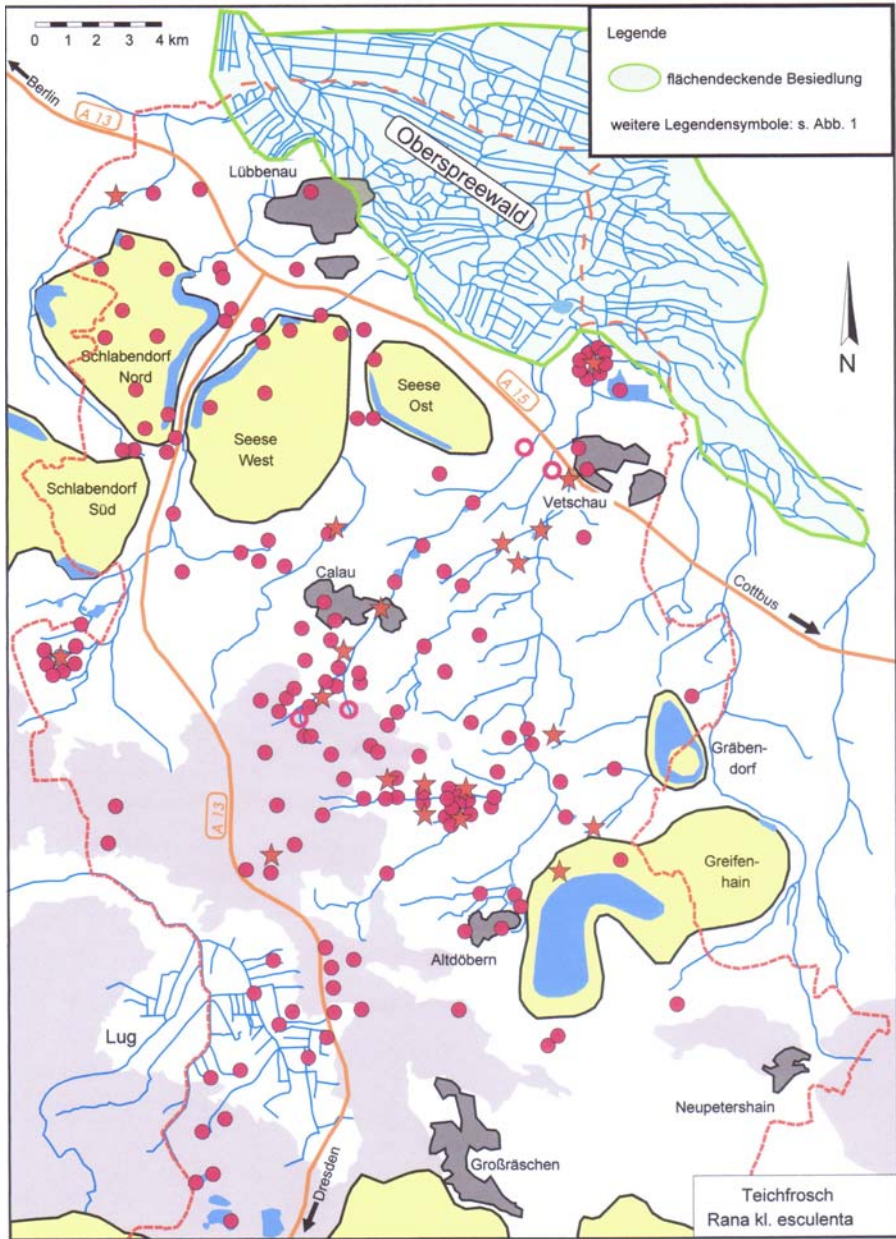 0 1 2 3 4 km
Legende
flächendeckende Besiedlung
weitere Legendensymbole: s. Abb. 1
Berlin
A 13
Oberspreewald
Lübbenau
N
Schlabendorf
Nord
Seese
West
Seese
Ost
A 15
Schlabendorf
Süd
Vetschau
Calau
Cottbus
Gräben-
dorf
A 13
Greifen-
hain
Altdöbern
Lug
Neupetershain
Großräschen
Dresden
Teichfrosch
Rana kl. esculenta